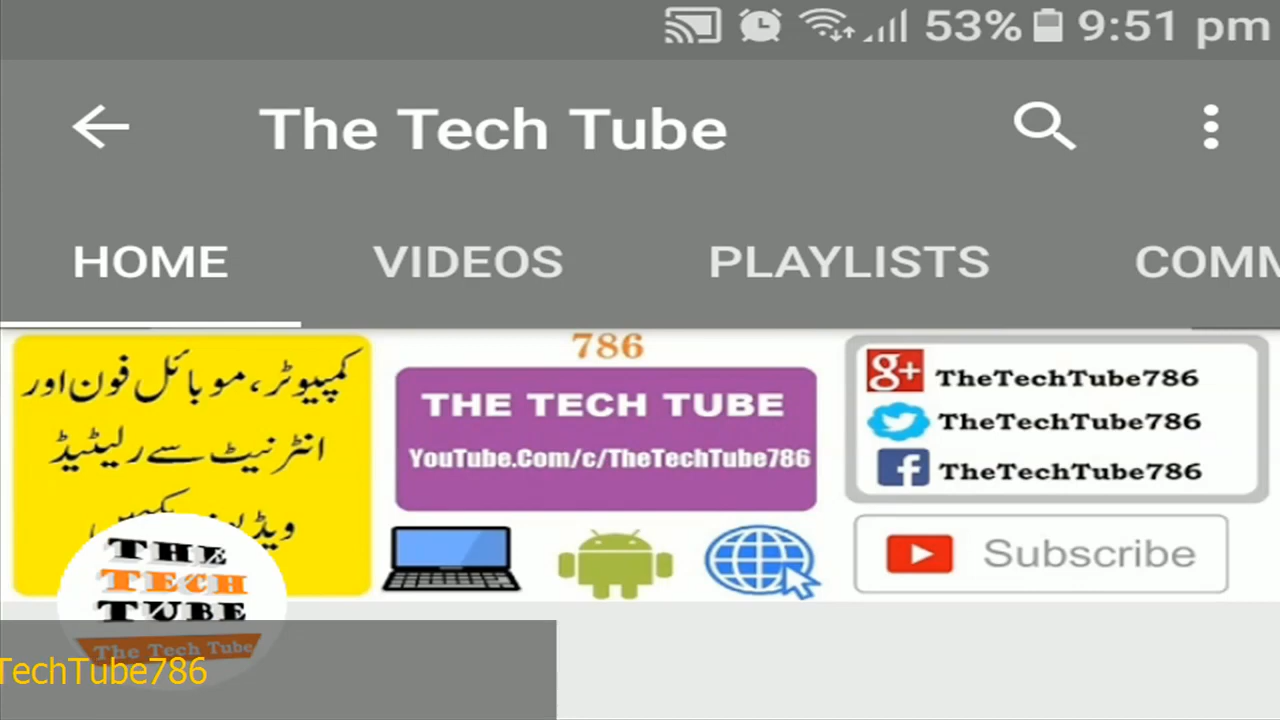 53% 9:51 pm
The Tech Tube
HOME VIDEOS PLAYLISTS COMM
کمپیوٹر، موبائل فون اور
انٹرنیٹ سے ریلیٹیڈ
786
THE TECH TUBE
YouTube.Com/c/TheTechTube786
g+ TheTechTube786
TheTechTube786
f TheTechTube786
Subscribe
THE
TECH
TUBE
The Tech Tube
TechTube786